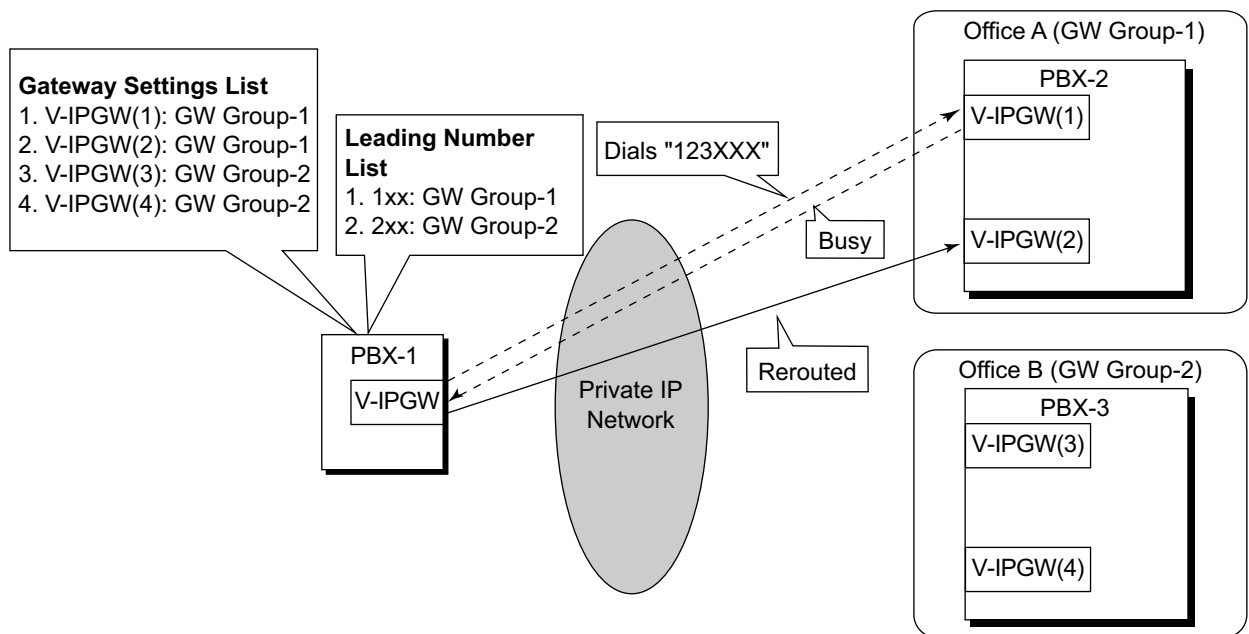 Gateway Settings List
1. V-IPGW(1): GW Group-1
2. V-IPGW(2): GW Group-1
3. V-IPGW(3): GW Group-2
4. V-IPGW(4): GW Group-2
Leading Number
List
1. 1xx: GW Group-1
2. 2xx: GW Group-2
PBX-1
V-IPGW
Private IP
Network
Dials "123XXX"
Busy
Rerouted
Office A (GW Group-1)
PBX-2
V-IPGW(1)
V-IPGW(2)
Office B (GW Group-2)
PBX-3
V-IPGW(3)
V-IPGW(4)